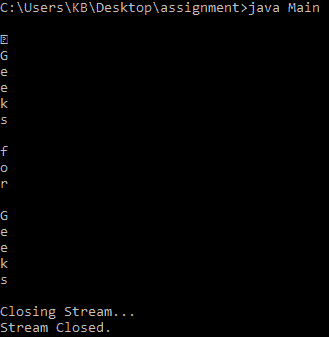 C:\Users\KB\Desktop\assignment>java Main
G
e
e
k
s
f
o
r
G
e
e
k
s
Closing Stream...
Stream Closed.